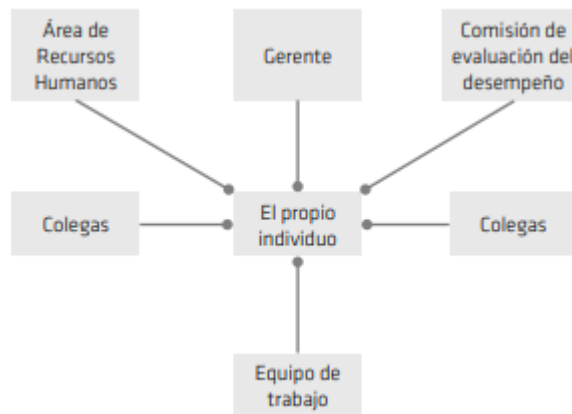 Área de
Recursos
Humanos
Gerente
Comisión de
evaluación del
desempeño
Colegas
El propio
individuo
Colegas
Equipo de
trabajo